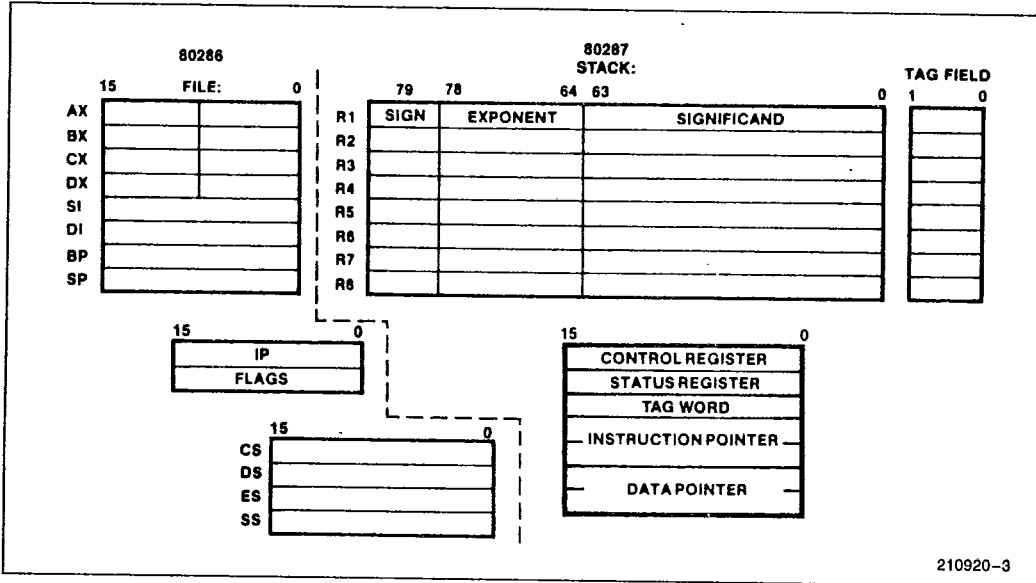 80286
FILE:
15 0
AX
BX
CX
DX
SI
DI
BP
SP
80287
STACK:
79 78 64 63 0
R1 SIGN EXPONENT SIGNIFICAND
R2
R3
R4
R5
R6
R7
R8
TAG FIELD
1 0
15 0
IP
FLAGS
15 0
CS
DS
ES
SS
15 0
CONTROL REGISTER
STATUS REGISTER
TAG WORD
INSTRUCTION POINTER
DATA POINTER
210920-3